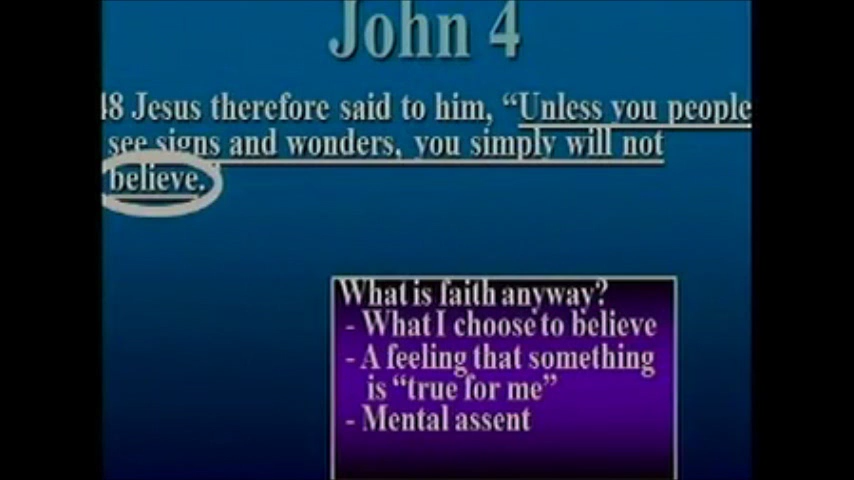 John 4
48 Jesus therefore said to him, “Unless you people
see signs and wonders, you simply will not
believe.
What is faith anyway?
- What I choose to believe
- A feeling that something
is “true for me”
- Mental assent